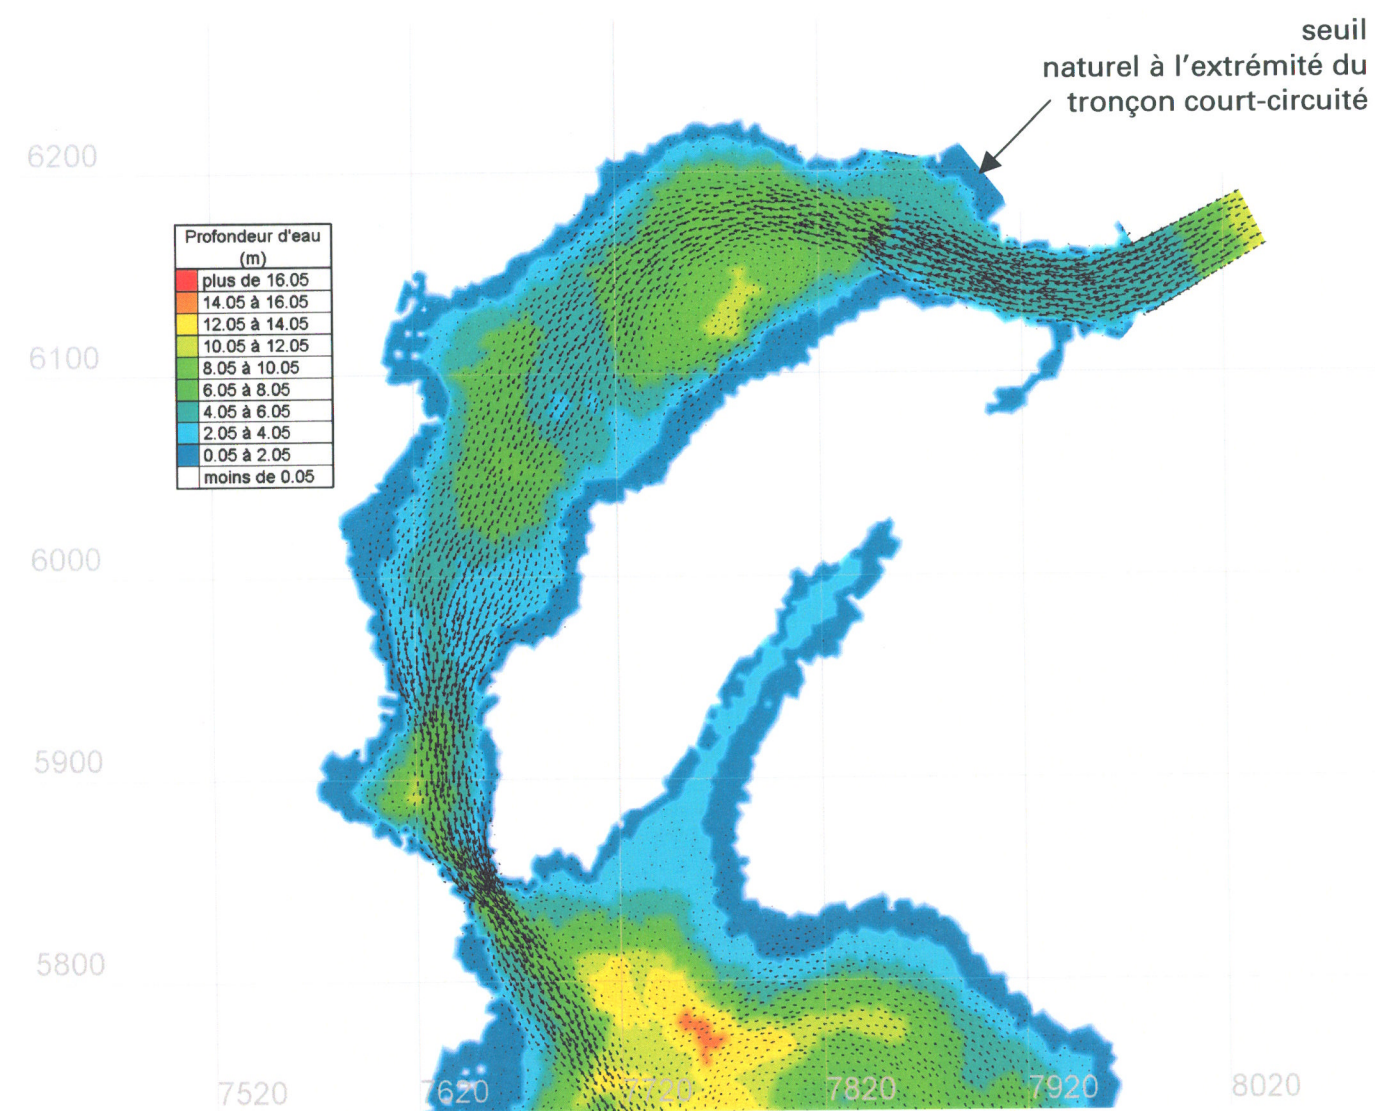 seuil
naturel à l'extrémité du
tronçon court-circuité
6200
Profondeur d'eau
(m)
plus de 16.05
14.05 à 16.05
12.05 à 14.05
10.05 à 12.05
8.05 à 10.05
6.05 à 8.05
4.05 à 6.05
2.05 à 4.05
0.05 à 2.05
moins de 0.05
6100
6000
5900
5800
7520
7620
7720
7820
7920
8020